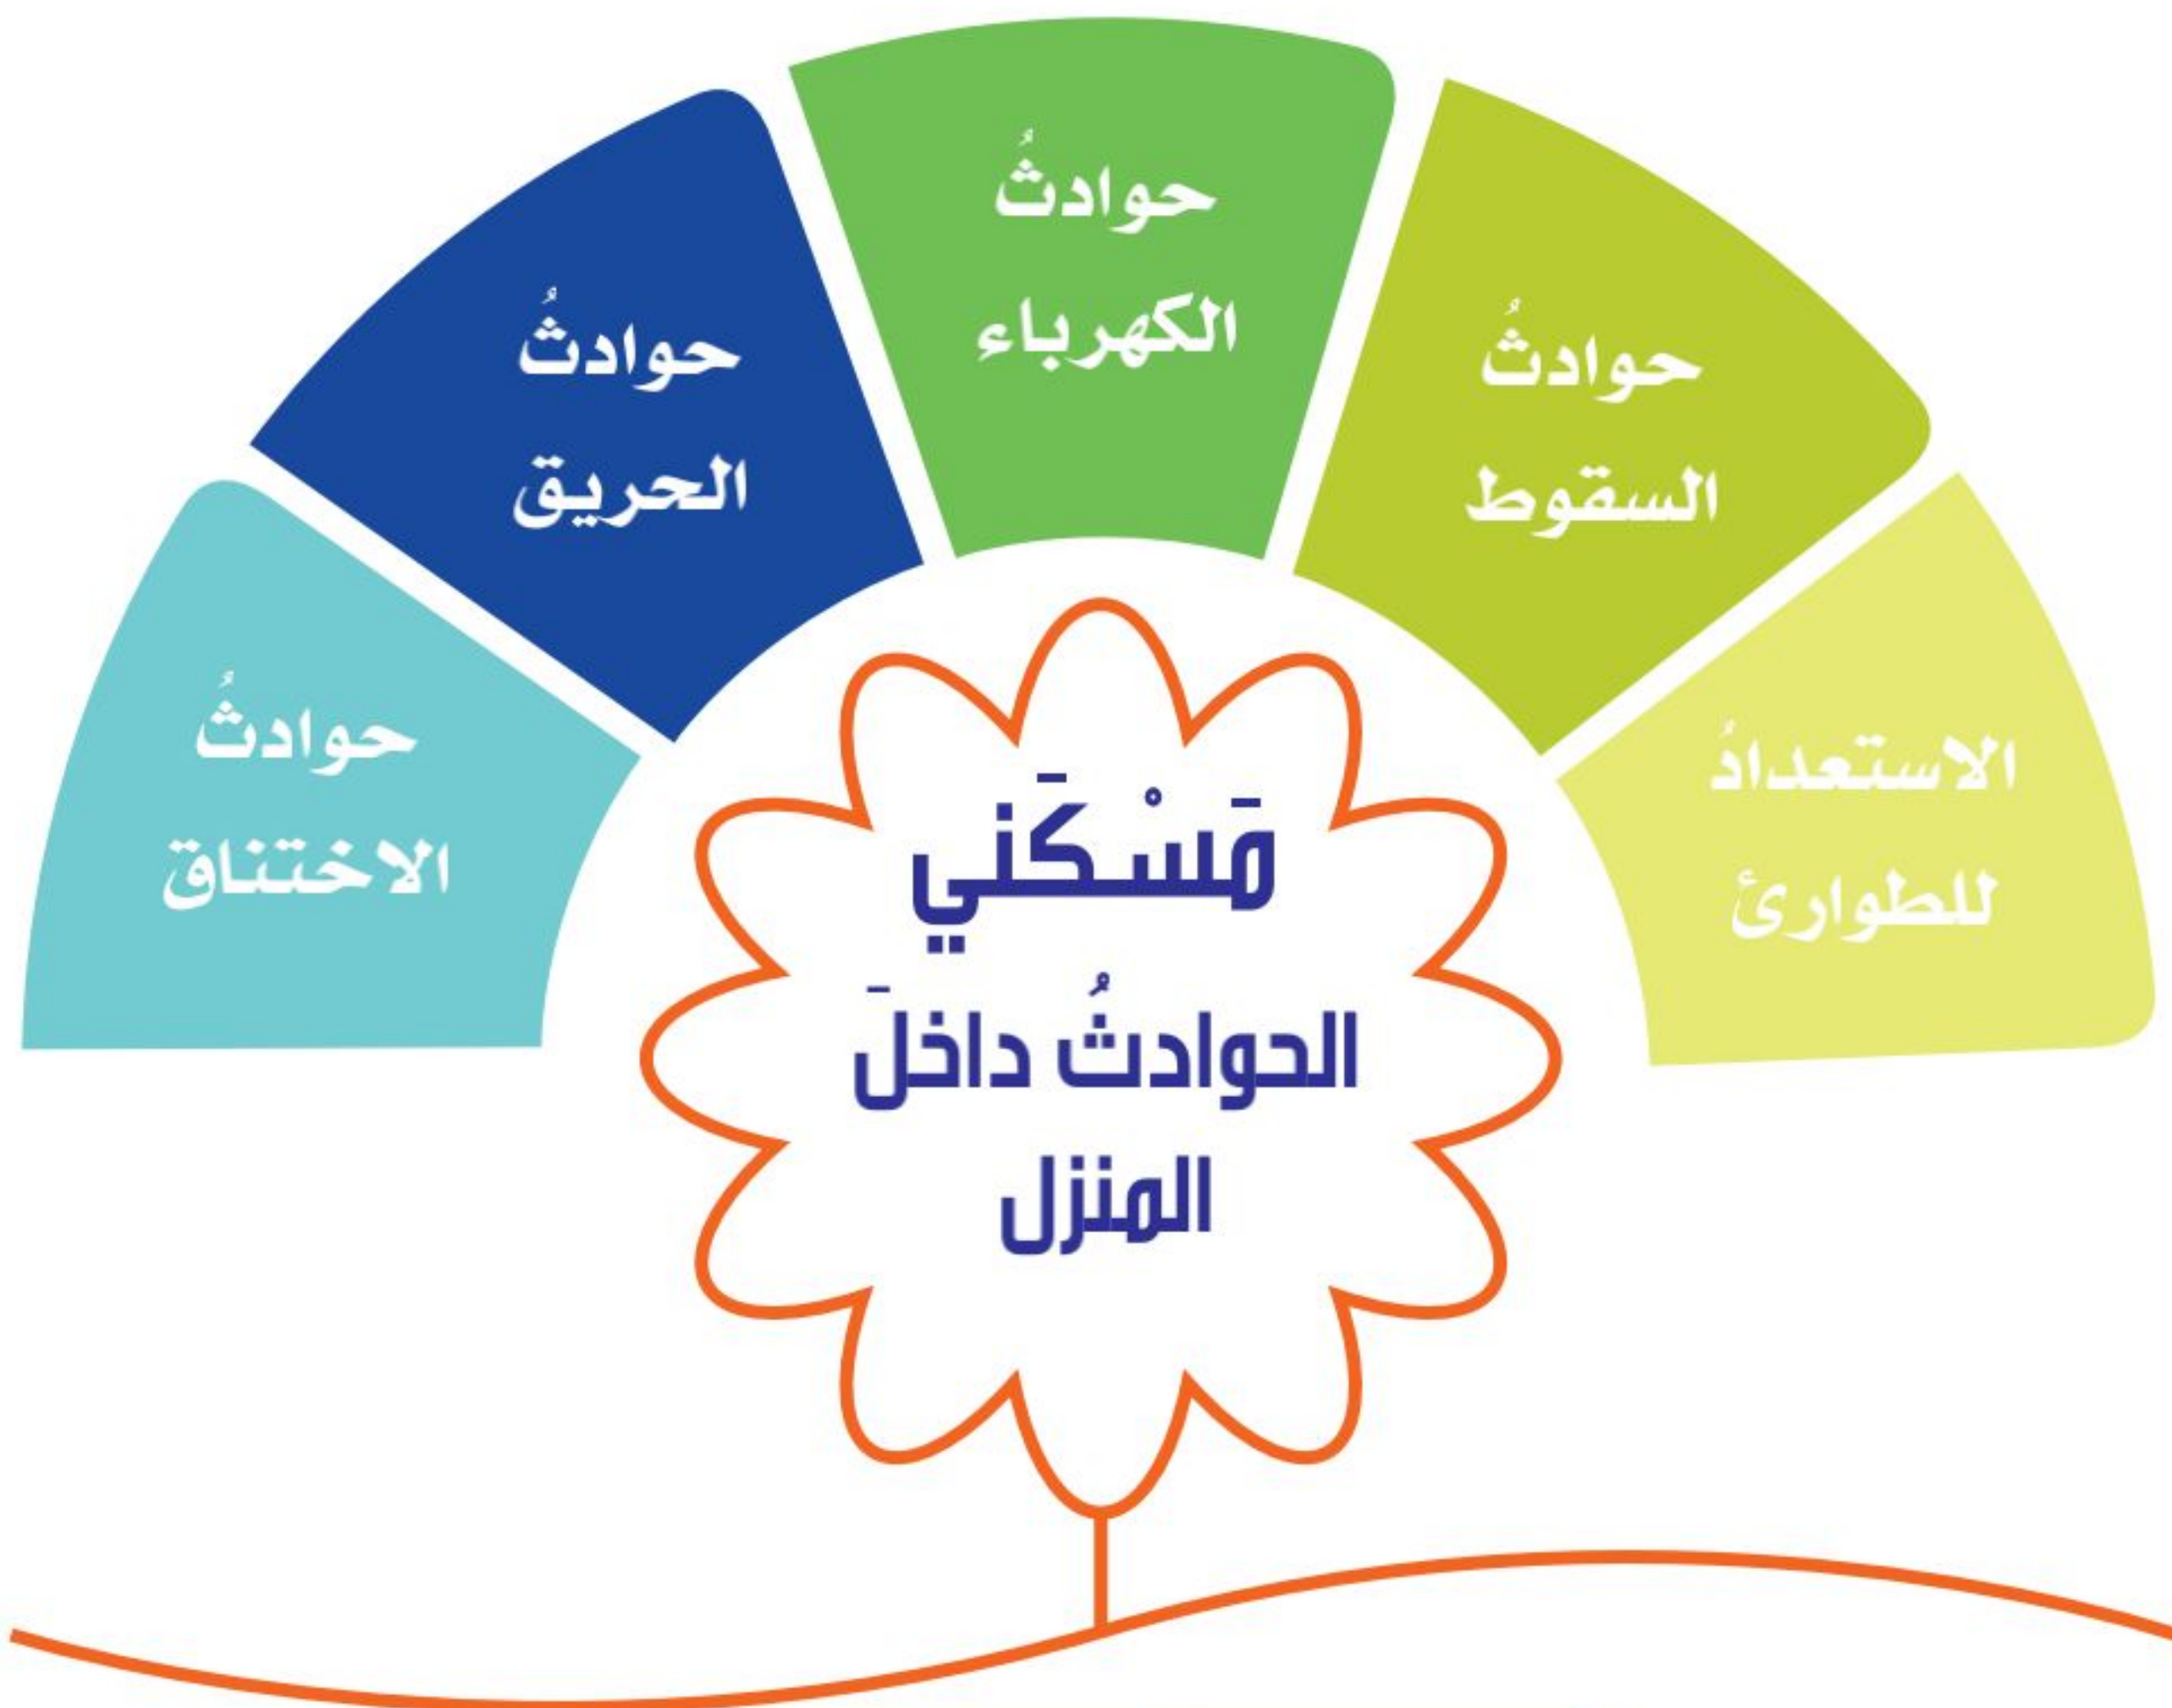 مَسْكَني
الحوادثُ داخلَ
المنزل
الاستعدادُ
للطوارئ
حوادثُ
السقوط
حوادثُ
الكهرباء
حوادثُ
الحريق
حوادثُ
الاختناق